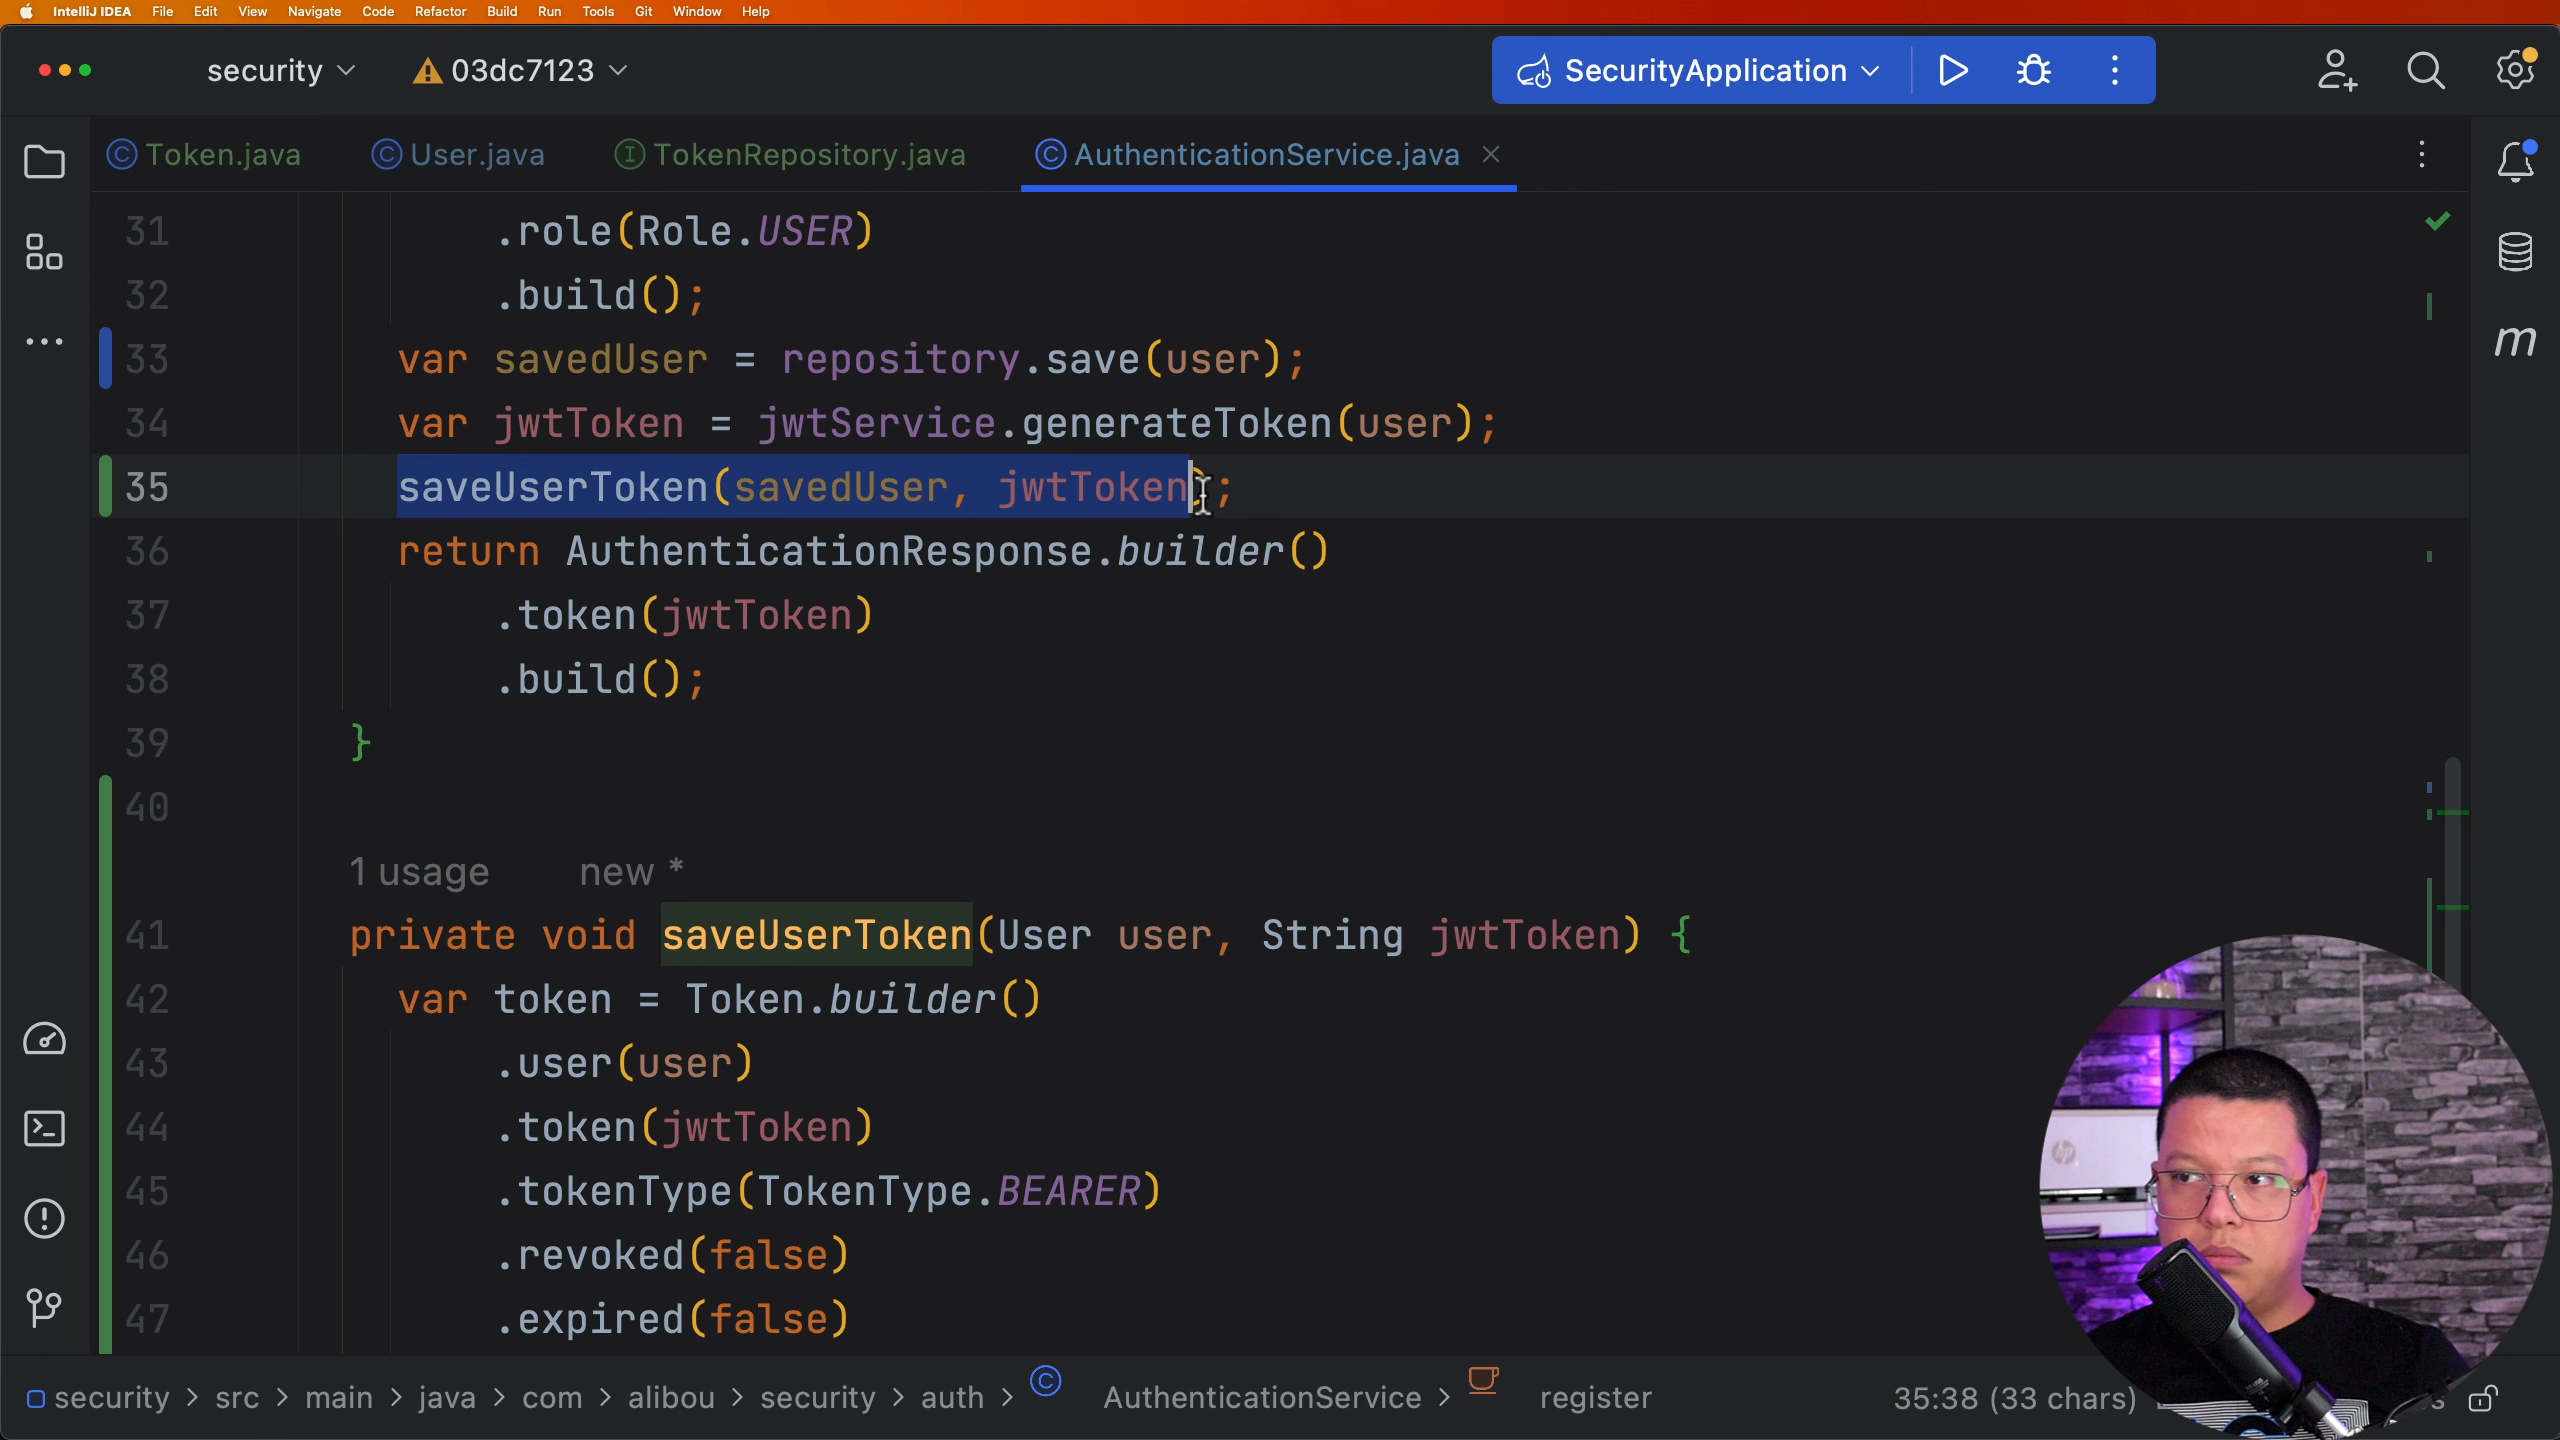 IntelliJ IDEA File Edit View Navigate Code Refactor Build Run Tools Git Window Help
security 03dc7123 SecurityApplication
Token.java User.java TokenRepository.java AuthenticationService.java
31 .role(Role.USER)
32 .build();
33 var savedUser = repository.save(user);
34 var jwtToken = jwtService.generateToken(user);
35 saveUserToken(savedUser, jwtToken);
36 return AuthenticationResponse.builder()
37 .token(jwtToken)
38 .build();
39 }
40
1 usage new *
41 private void saveUserToken(User user, String jwtToken) {
42 var token = Token.builder()
43 .user(user)
44 .token(jwtToken)
45 .tokenType(TokenType.BEARER)
46 .revoked(false)
47 .expired(false)
security > src > main > java > com > alibou > security > auth > AuthenticationService > register 35:38 (33 chars)